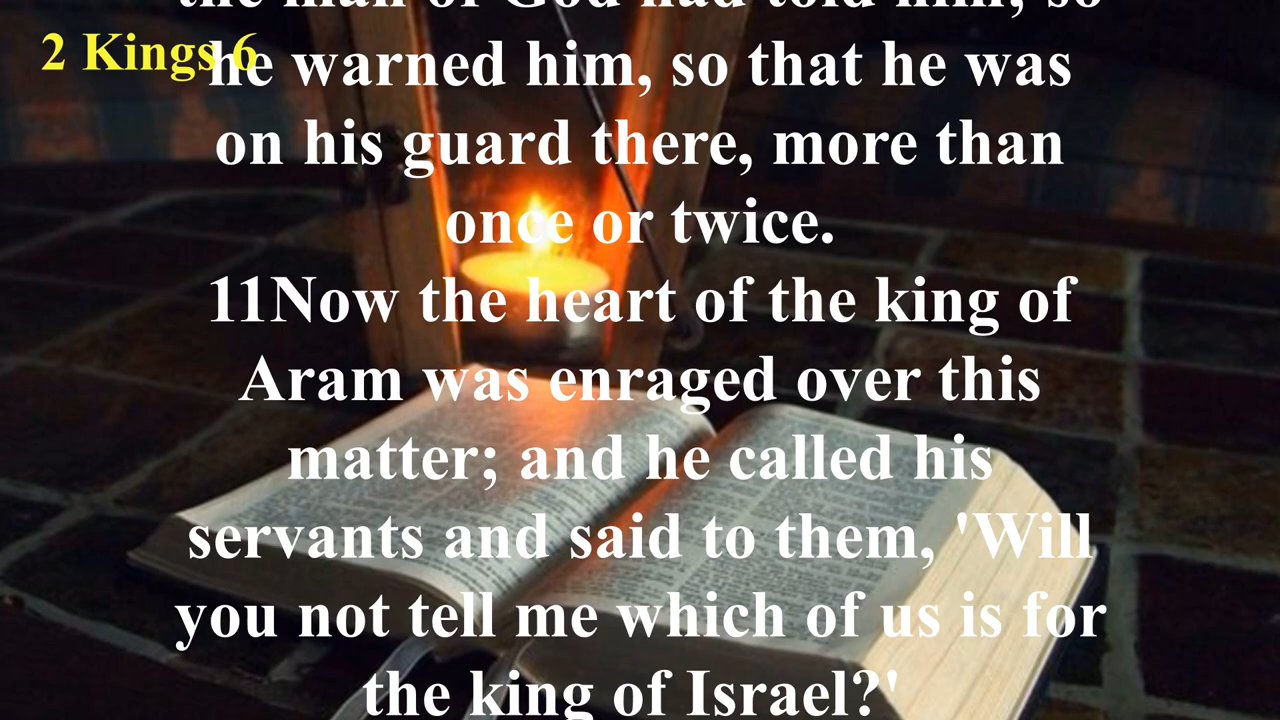 the man of God had told him; so
2 Kings 6
he warned him, so that he was
on his guard there, more than
once or twice.
11Now the heart of the king of
Aram was enraged over this
matter; and he called his
servants and said to them, 'Will
you not tell me which of us is for
the king of Israel?'